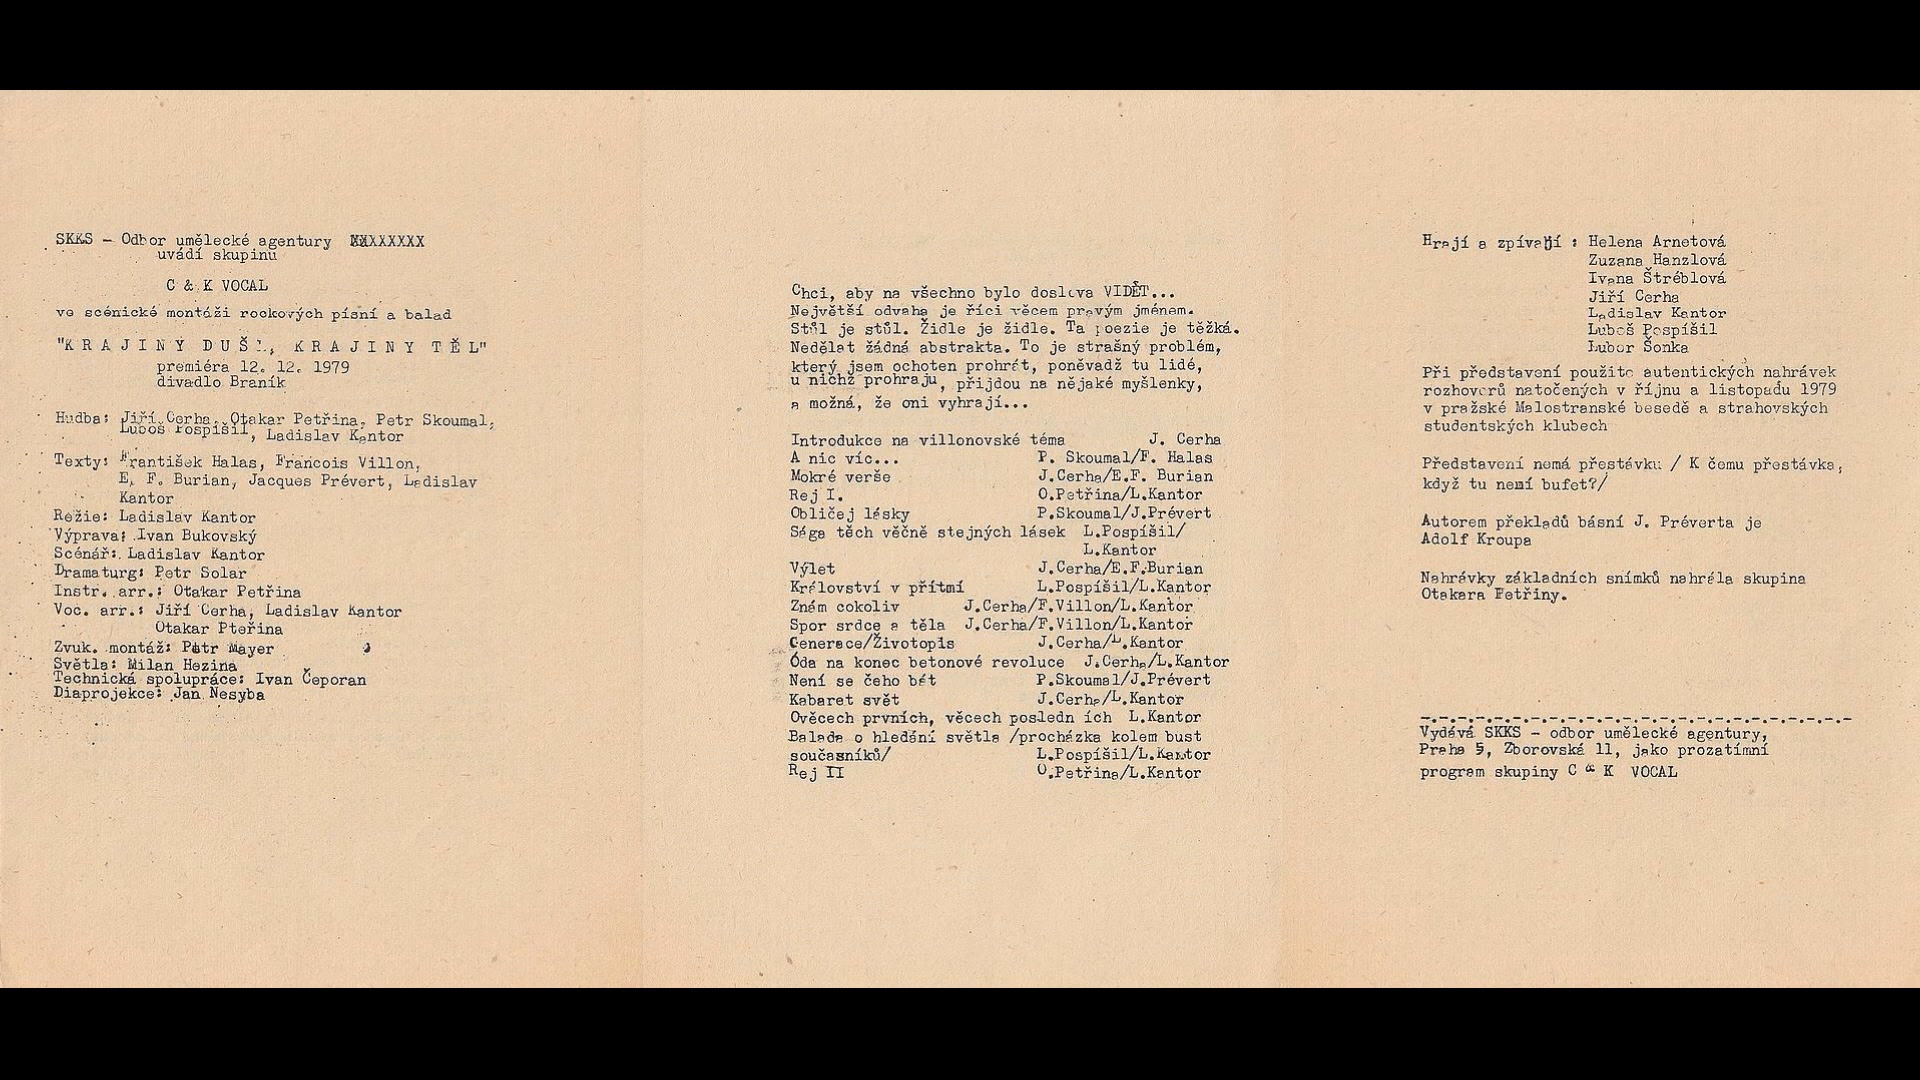 SKKS - Odbor umělecké agentury XXXXXXXX
uvádí skupinu
C & K VOCAL
ve scénické montáži rockových písní a balad
"K R A J I N Y  D U Š Í,  K R A J I N Y  T Ě L"
premiéra 12. 12. 1979
divadlo Braník
Hudba: Jiří Cerha, Otakar Petřina, Petr Skoumal,
Luboš Pospíšil, Ladislav Kantor
Texty: František Halas, Francois Villon,
E. F. Burian, Jacques Prévert, Ladislav
Kantor
Režie: Ladislav Kantor
Výprava: Ivan Bukovský
Scénář: Ladislav Kantor
Dramaturg: Petr Solar
Instr. arr.: Otakar Petřina
Voc. arr.: Jiří Cerha, Ladislav Kantor
Otakar Pteřina
Zvuk. montáž: Petr Mayer
Světla: Milan Hezina
Technická spolupráce: Ivan Čeporan
Diaprojekce: Jan Nesyba
Chci, aby na všechno bylo doslova VIDĚT...
Největší odvaha je říci věcem pravým jménem.
Stůl je stůl. Židle je židle. Ta poezie je těžká.
Nedělat žádná abstrakta. To je strašný problém,
který jsem ochoten prohrát, poněvadž tu lidé,
u nichž prohraju, přijdou na nějaké myšlenky,
a možná, že oni vyhrají...
Introdukce na villonovské téma J. Cerha
A nic víc... P. Skoumal/F. Halas
Mokré verše J.Cerha/E.F. Burian
Rej I. O.Petřina/L.Kantor
Obličej lásky P.Skoumal/J.Prévert
Sága těch věčně stejných lásek L.Pospíšil/
L.Kantor
Výlet J.Cerha/E.F.Burian
Království v přítmí L.Pospíšil/L.Kantor
Znám cokoliv J.Cerha/F.Villon/L.Kantor
Spor srdce a těla J.Cerha/F.Villon/L.Kantor
Generace/Životopis J.Cerha/L.Kantor
Óda na konec betonové revoluce J.Cerha/L.Kantor
Není se čeho bát P.Skoumal/J.Prévert
Kabaret svět J.Cerha/L.Kantor
Ověcech prvních, věcech posledn ích L.Kantor
Balada o hledání světla /procházka kolem bust
současníků/ L.Pospíšil/L.Kantor
Rej II O.Petřina/L.Kantor
Hrají a zpívají : Helena Arnetová
Zuzana Hanzlová
Ivana Štréblová
Jiří Cerha
Ladislav Kantor
Luboš Pospíšil
Lubor Šonka
Při představení použito autentických nahrávek
rozhovorů natočených v říjnu a listopadu 1979
v pražské Malostranské besedě a strahovských
studentských klubech
Představení nemá přestávku / K čemu přestávka,
když tu není bufet?/
Autorem překladů básní J. Préverta je
Adolf Kroupa
Nahrávky základních snímků nahrála skupina
Otakara Petřiny.
-.-.-.-.-.-.-.-.-.-.-.-.-.-.-.-.-.-.-.-.-.-.-.-
Vydává SKKS - odbor umělecké agentury,
Praha 5, Zborovská 11, jako prozatímní
program skupiny C & K VOCAL